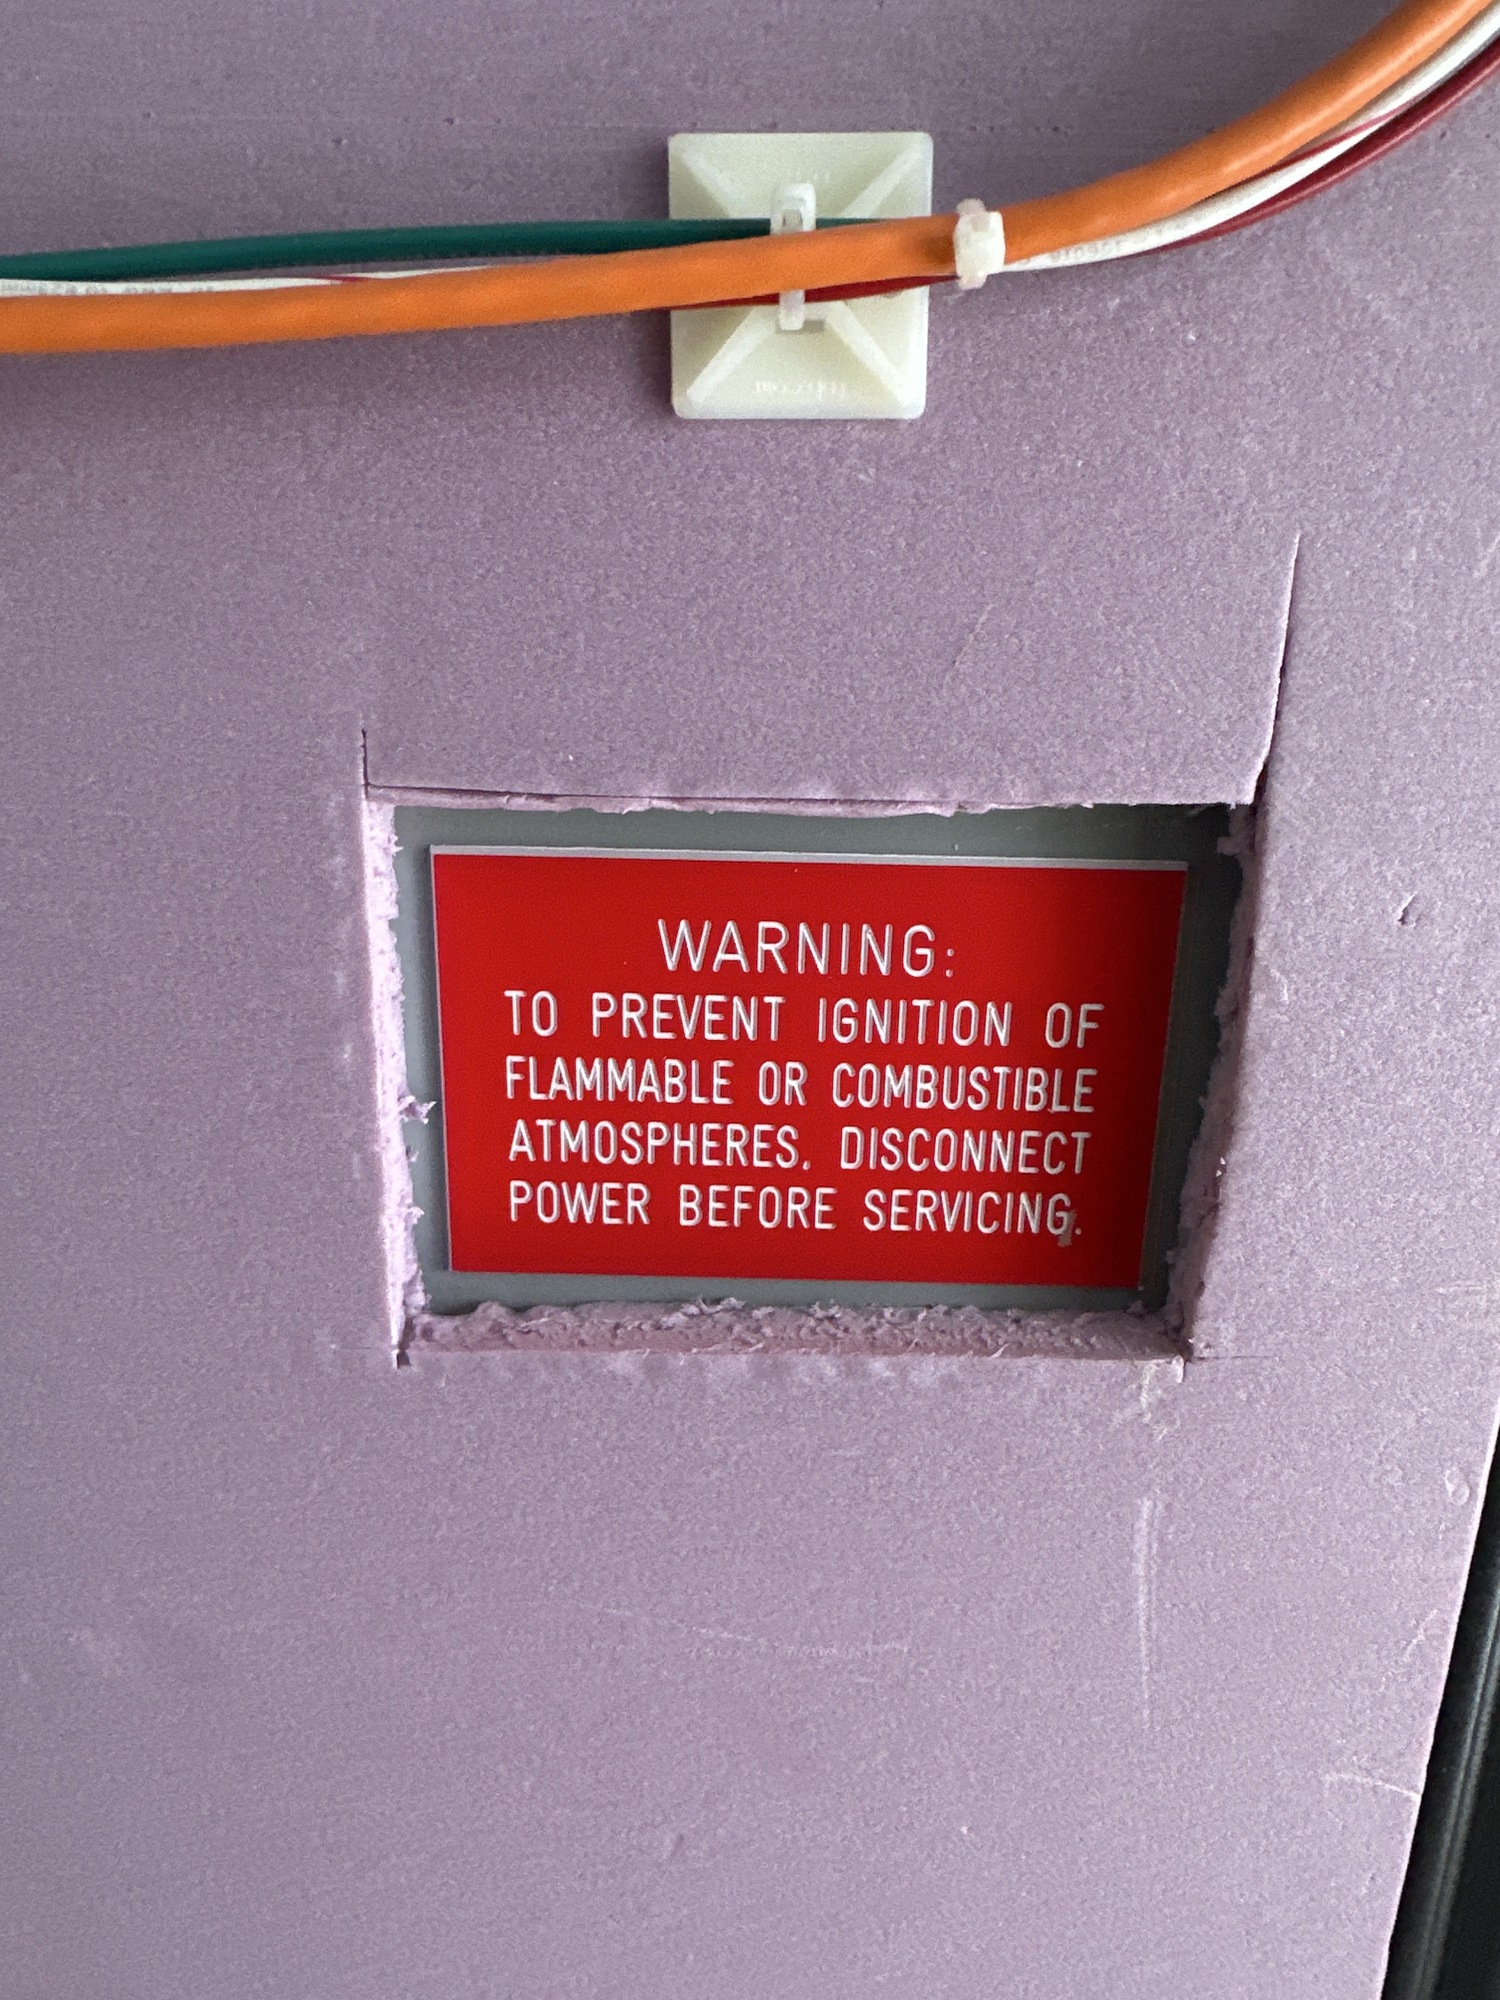 WARNING:
TO PREVENT IGNITION OF
FLAMMABLE OR COMBUSTIBLE
ATMOSPHERES, DISCONNECT
POWER BEFORE SERVICING.